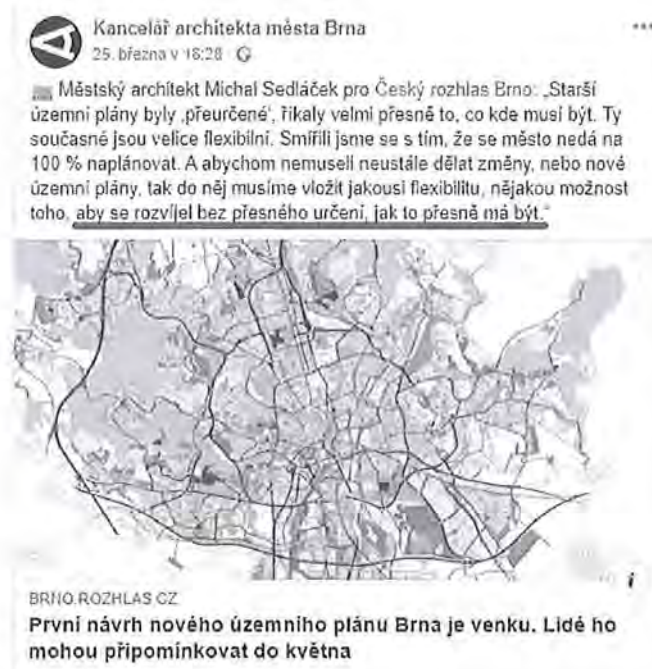 Kancelář architekta města Brna
25. března v 16:28
Městský architekt Michal Sedláček pro Český rozhlas Brno: „Starší
územní plány byly ‚přeurčené‘, říkaly velmi přesně to, co kde musí být. Ty
současné jsou velice flexibilní. Smířili jsme se s tím, že se město nedá na
100 % naplánovat. A abychom nemuseli neustále dělat změny, nebo nové
územní plány, tak do něj musíme vložit jakousi flexibilitu, nějakou možnost
toho, aby se rozvíjel bez přesného určení, jak to přesně má být.“
i
BRNO.ROZHLAS.CZ
První návrh nového územního plánu Brna je venku. Lidé ho
mohou připomínkovat do května